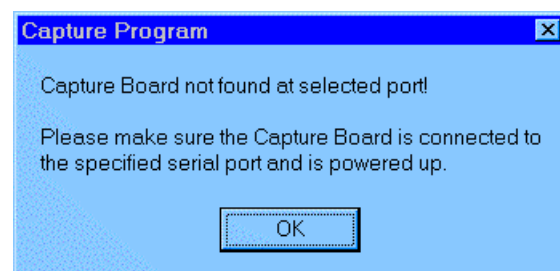 Capture Program
Capture Board not found at selected port!
Please make sure the Capture Board is connected to
the specified serial port and is powered up.
OK